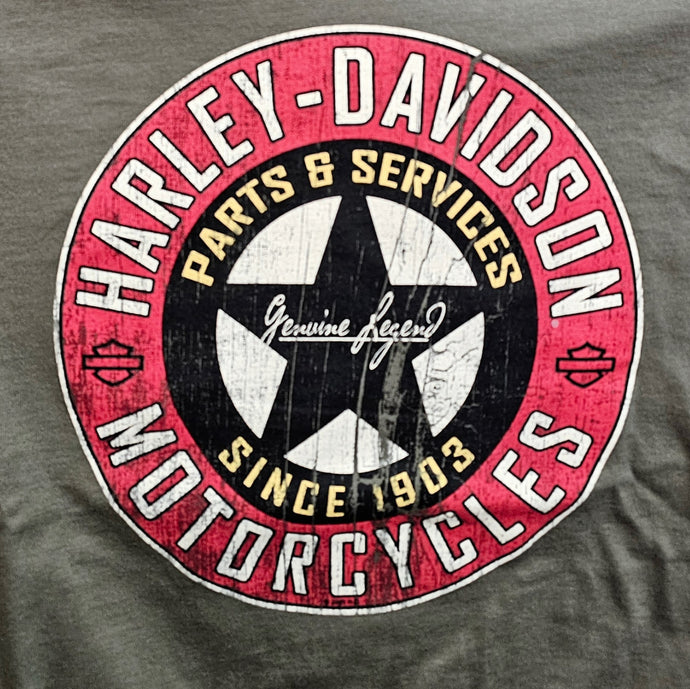 HARLEY-DAVIDSON
PARTS & SERVICES
Genuine Legend
SINCE 1903
MOTORCYCLES